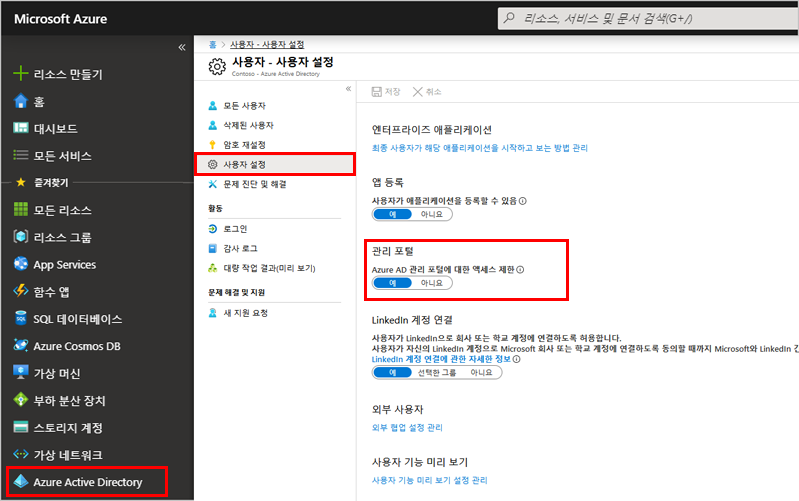 Microsoft Azure
리소스, 서비스 및 문서 검색(G+/)
«
리소스 만들기
홈
대시보드
모든 서비스
즐겨찾기
모든 리소스
리소스 그룹
App Services
함수 앱
SQL 데이터베이스
Azure Cosmos DB
가상 머신
부하 분산 장치
스토리지 계정
가상 네트워크
Azure Active Directory
홈 > 사용자 - 사용자 설정
사용자 - 사용자 설정
Contoso - Azure Active Directory
«
모든 사용자
삭제된 사용자
암호 재설정
사용자 설정
문제 진단 및 해결
활동
로그인
감사 로그
대량 작업 결과(미리 보기)
문제 해결 및 지원
새 지원 요청
저장 취소
엔터프라이즈 애플리케이션
최종 사용자가 해당 애플리케이션을 시작하고 보는 방법 관리
앱 등록
사용자가 애플리케이션을 등록할 수 있음
예 아니요
관리 포털
Azure AD 관리 포털에 대한 액세스 제한
예 아니요
LinkedIn 계정 연결
사용자가 LinkedIn으로 회사 또는 학교 계정에 연결하도록 허용합니다.
사용자가 자신의 LinkedIn 계정으로 Microsoft 회사 또는 학교 계정에 연결하도록 동의할 때까지 Microsoft와 LinkedIn 간
LinkedIn 계정 연결에 관한 자세한 정보
예 선택한 그룹 아니요
외부 사용자
외부 협업 설정 관리
사용자 기능 미리 보기
사용자 기능 미리 보기 설정 관리